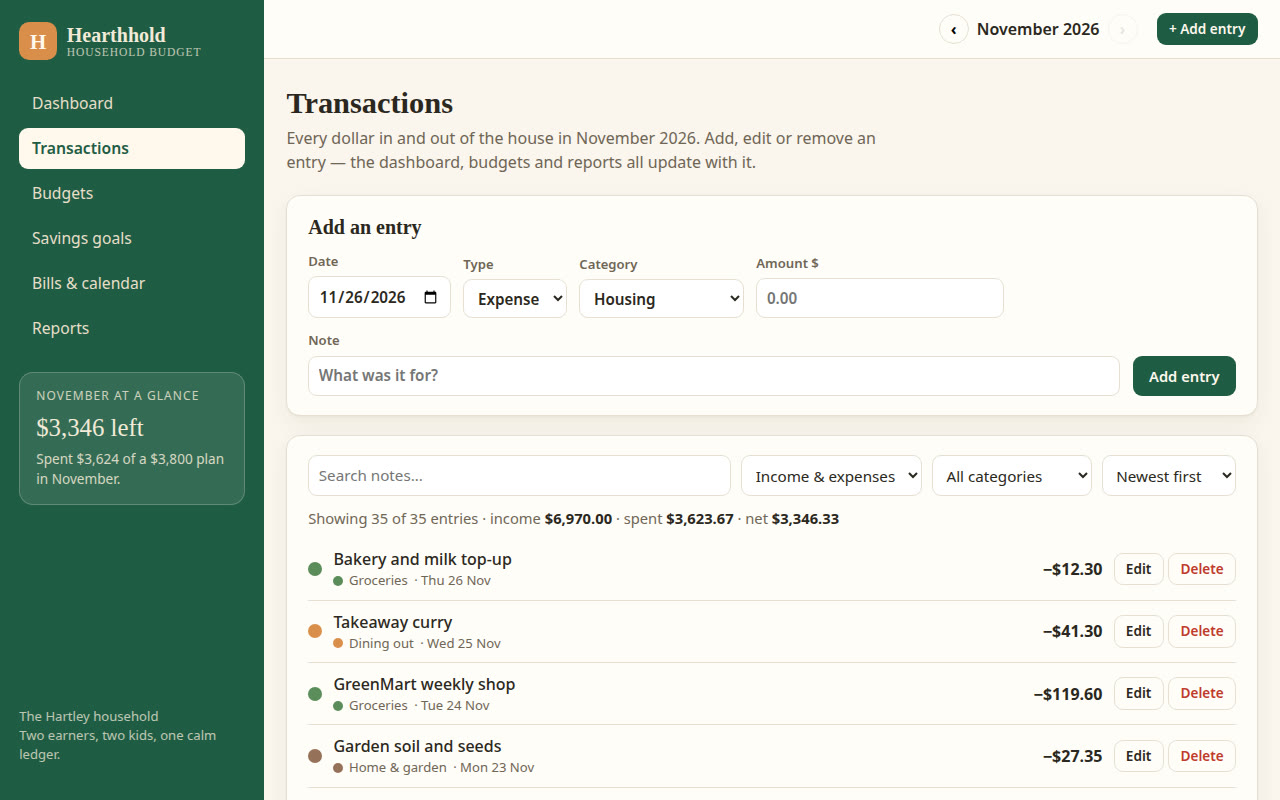 H
Hearthhold
HOUSEHOLD BUDGET
Dashboard
Transactions
Budgets
Savings goals
Bills & calendar
Reports
NOVEMBER AT A GLANCE
$3,346 left
Spent $3,624 of a $3,800 plan
in November.
The Hartley household
Two earners, two kids, one calm
ledger.
‹ November 2026 › + Add entry
Transactions
Every dollar in and out of the house in November 2026. Add, edit or remove an
entry — the dashboard, budgets and reports all update with it.
Add an entry
Date Type Category Amount $
11/26/2026 Expense Housing 0.00
Note
What was it for? Add entry
Search notes… Income & expenses All categories Newest first
Showing 35 of 35 entries · income $6,970.00 · spent $3,623.67 · net $3,346.33
Bakery and milk top-up
Groceries · Thu 26 Nov
−$12.30 Edit Delete
Takeaway curry
Dining out · Wed 25 Nov
−$41.30 Edit Delete
GreenMart weekly shop
Groceries · Tue 24 Nov
−$119.60 Edit Delete
Garden soil and seeds
Home & garden · Mon 23 Nov
−$27.35 Edit Delete